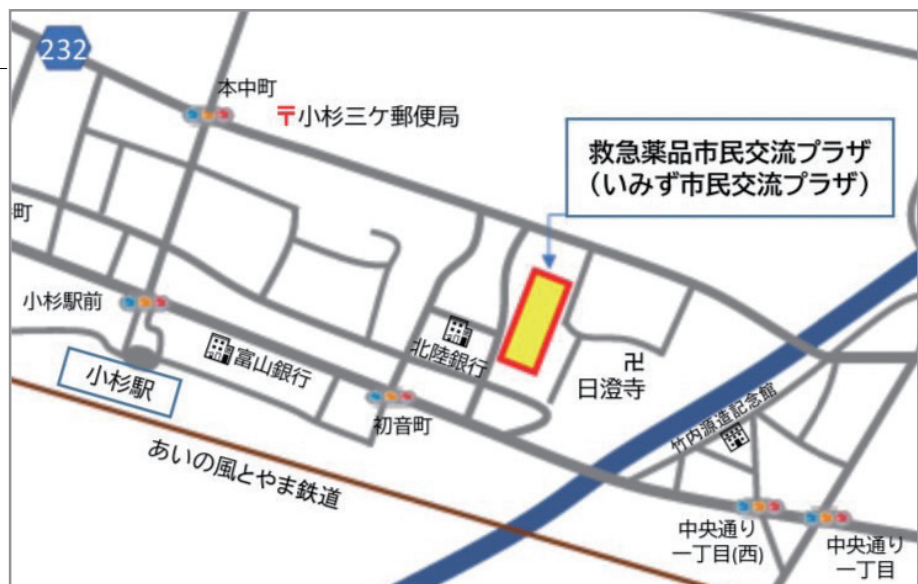 232
本中町
〒小杉三ケ郵便局
救急薬品市民交流プラザ
（いみず市民交流プラザ）
町
小杉駅前
富山銀行
北陸銀行
卍
日澄寺
小杉駅
初音町
竹内源造記念館
あいの風とやま鉄道
中央通り
一丁目(西)
中央通り
一丁目